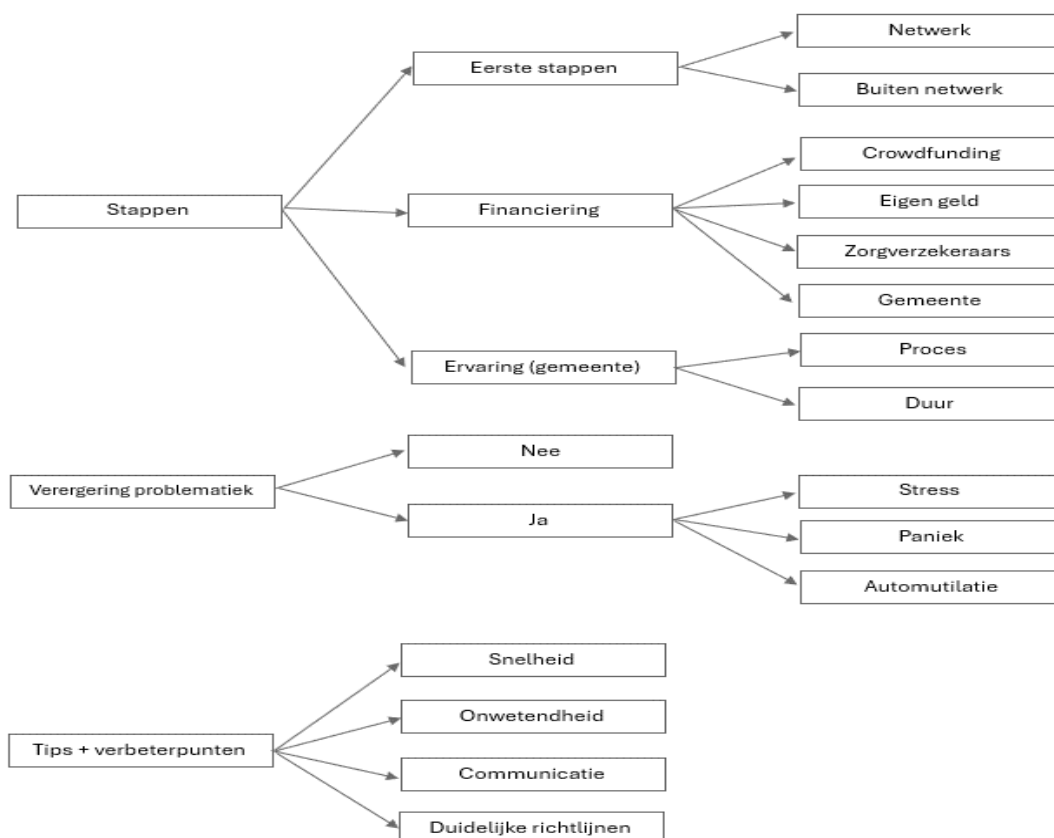 Netwerk
Eerste stappen
Buiten netwerk
Crowdfunding
Stappen
Financiering
Eigen geld
Zorgverzekeraars
Gemeente
Ervaring (gemeente)
Proces
Duur
Nee
Verergering problematiek
Ja
Stress
Paniek
Automutilatie
Snelheid
Onwetendheid
Tips + verbeterpunten
Communicatie
Duidelijke richtlijnen